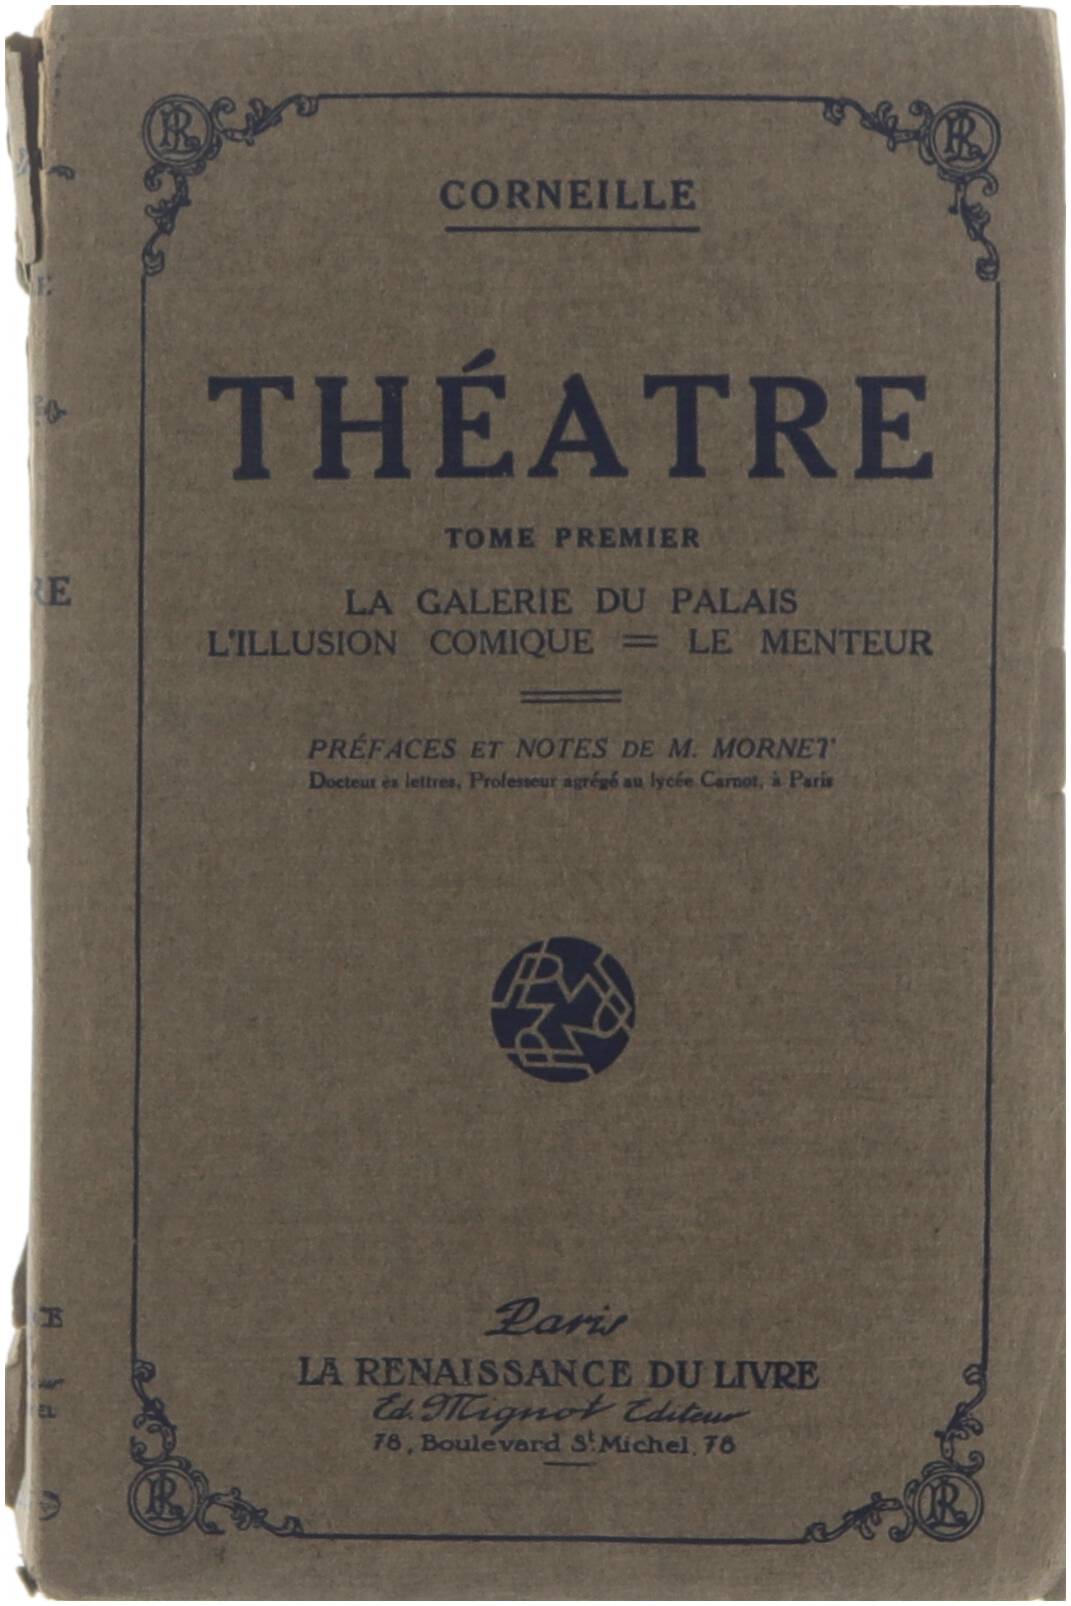 CORNEILLE
THÉATRE
TOME PREMIER
LA GALERIE DU PALAIS
L'ILLUSION COMIQUE = LE MENTEUR
PRÉFACES ET NOTES DE M. MORNET
Docteur ès lettres, Professeur agrégé au lycée Carnot, à Paris
Paris
LA RENAISSANCE DU LIVRE
Ed. Mignot Editeur
78, Boulevard St. Michel, 78